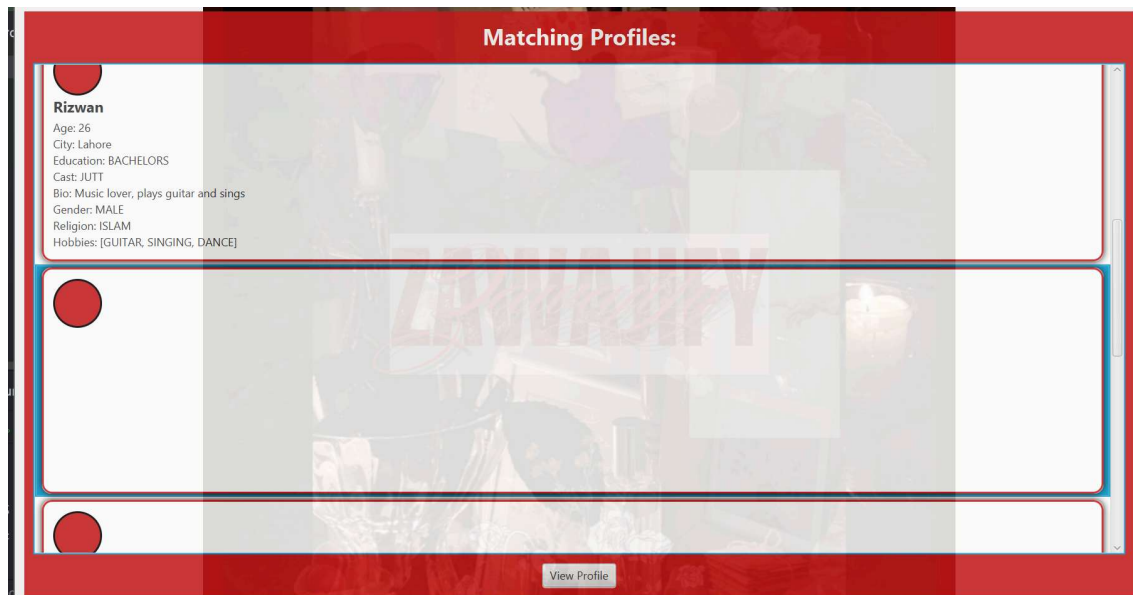 Matching Profiles:
Rizwan
Age: 26
City: Lahore
Education: BACHELORS
Cast: JUTT
Bio: Music lover, plays guitar and sings
Gender: MALE
Religion: ISLAM
Hobbies: [GUITAR, SINGING, DANCE]
ZAWAJIFY
View Profile